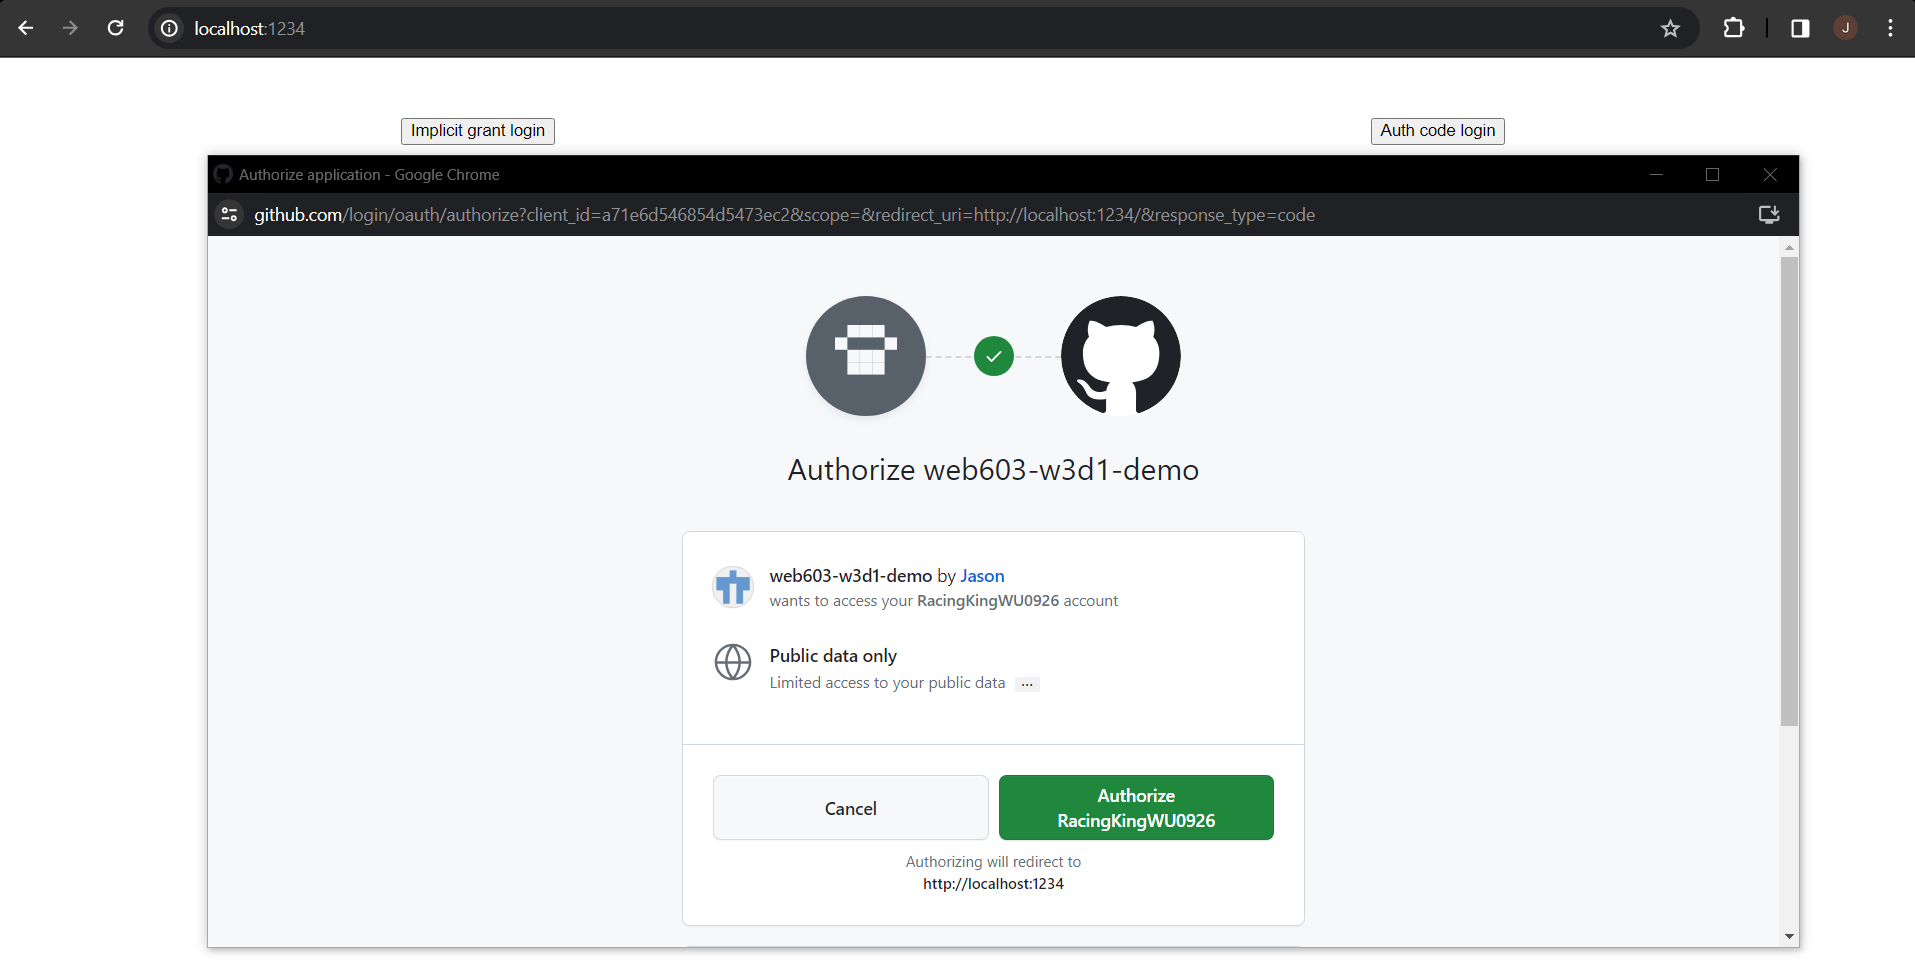 localhost:1234
J
Implicit grant login
Auth code login
Authorize application - Google Chrome
github.com/login/oauth/authorize?client_id=a71e6d546854d5473ec2&scope=&redirect_uri=http://localhost:1234/&response_type=code
Authorize web603-w3d1-demo
web603-w3d1-demo by Jason
wants to access your RacingKingWU0926 account
Public data only
Limited access to your public data ...
Cancel
Authorize
RacingKingWU0926
Authorizing will redirect to
http://localhost:1234